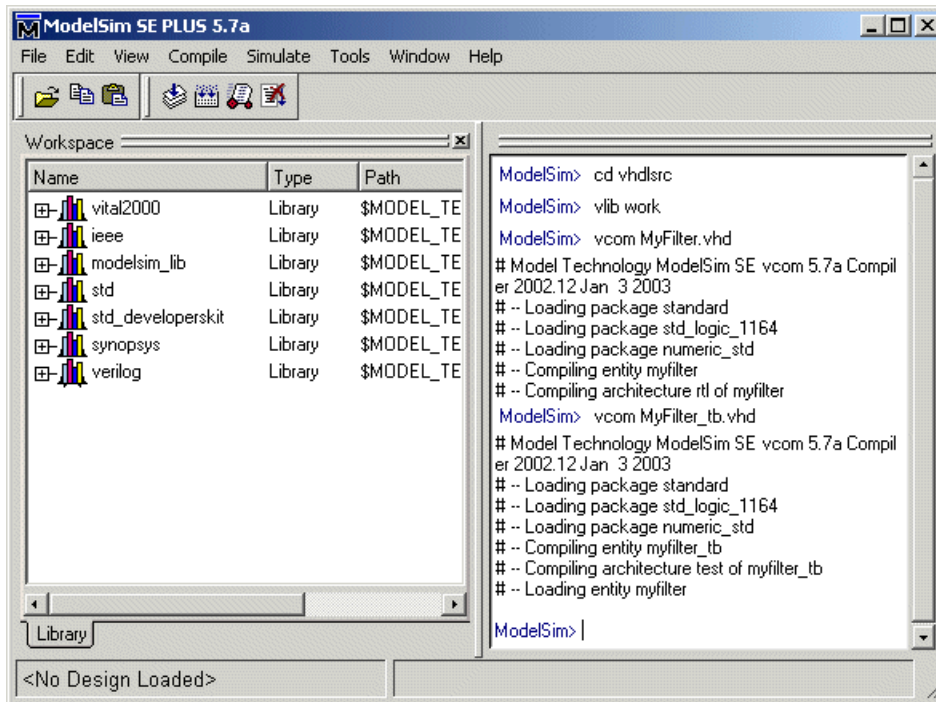 ModelSim SE PLUS 5.7a
File Edit View Compile Simulate Tools Window Help
Workspace
Name Type Path
vital2000 Library $MODEL_TE
ieee Library $MODEL_TE
modelsim_lib Library $MODEL_TE
std Library $MODEL_TE
std_developerskit Library $MODEL_TE
synopsys Library $MODEL_TE
verilog Library $MODEL_TE
Library
ModelSim> cd vhdlsrc
ModelSim> vlib work
ModelSim> vcom MyFilter.vhd
# Model Technology ModelSim SE vcom 5.7a Compil
er 2002.12 Jan 3 2003
# -- Loading package standard
# -- Loading package std_logic_1164
# -- Loading package numeric_std
# -- Compiling entity myfilter
# -- Compiling architecture rtl of myfilter
ModelSim> vcom MyFilter_tb.vhd
# Model Technology ModelSim SE vcom 5.7a Compil
er 2002.12 Jan 3 2003
# -- Loading package standard
# -- Loading package std_logic_1164
# -- Loading package numeric_std
# -- Compiling entity myfilter_tb
# -- Compiling architecture test of myfilter_tb
# -- Loading entity myfilter
ModelSim>
<No Design Loaded>